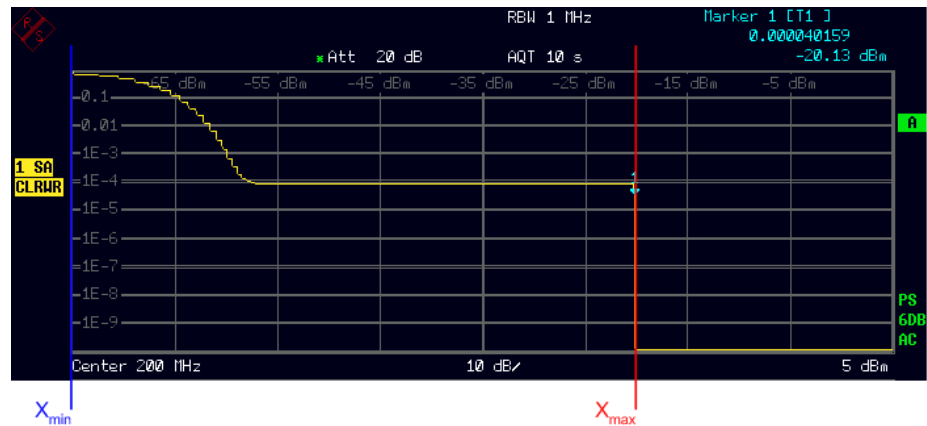 RBW 1 MHz Marker 1 [T1 ]
0.000040159
*Att 20 dB AQT 10 s -20.13 dBm
-65 dBm -55 dBm -45 dBm -35 dBm -25 dBm -15 dBm -5 dBm
-0.1
-0.01
-1E-3
-1E-4
-1E-5
-1E-6
-1E-7
-1E-8
-1E-9
R S
A
1 SA
CLRWR
1
PS
6DB
AC
Center 200 MHz 10 dB/ 5 dBm
Xmin Xmax